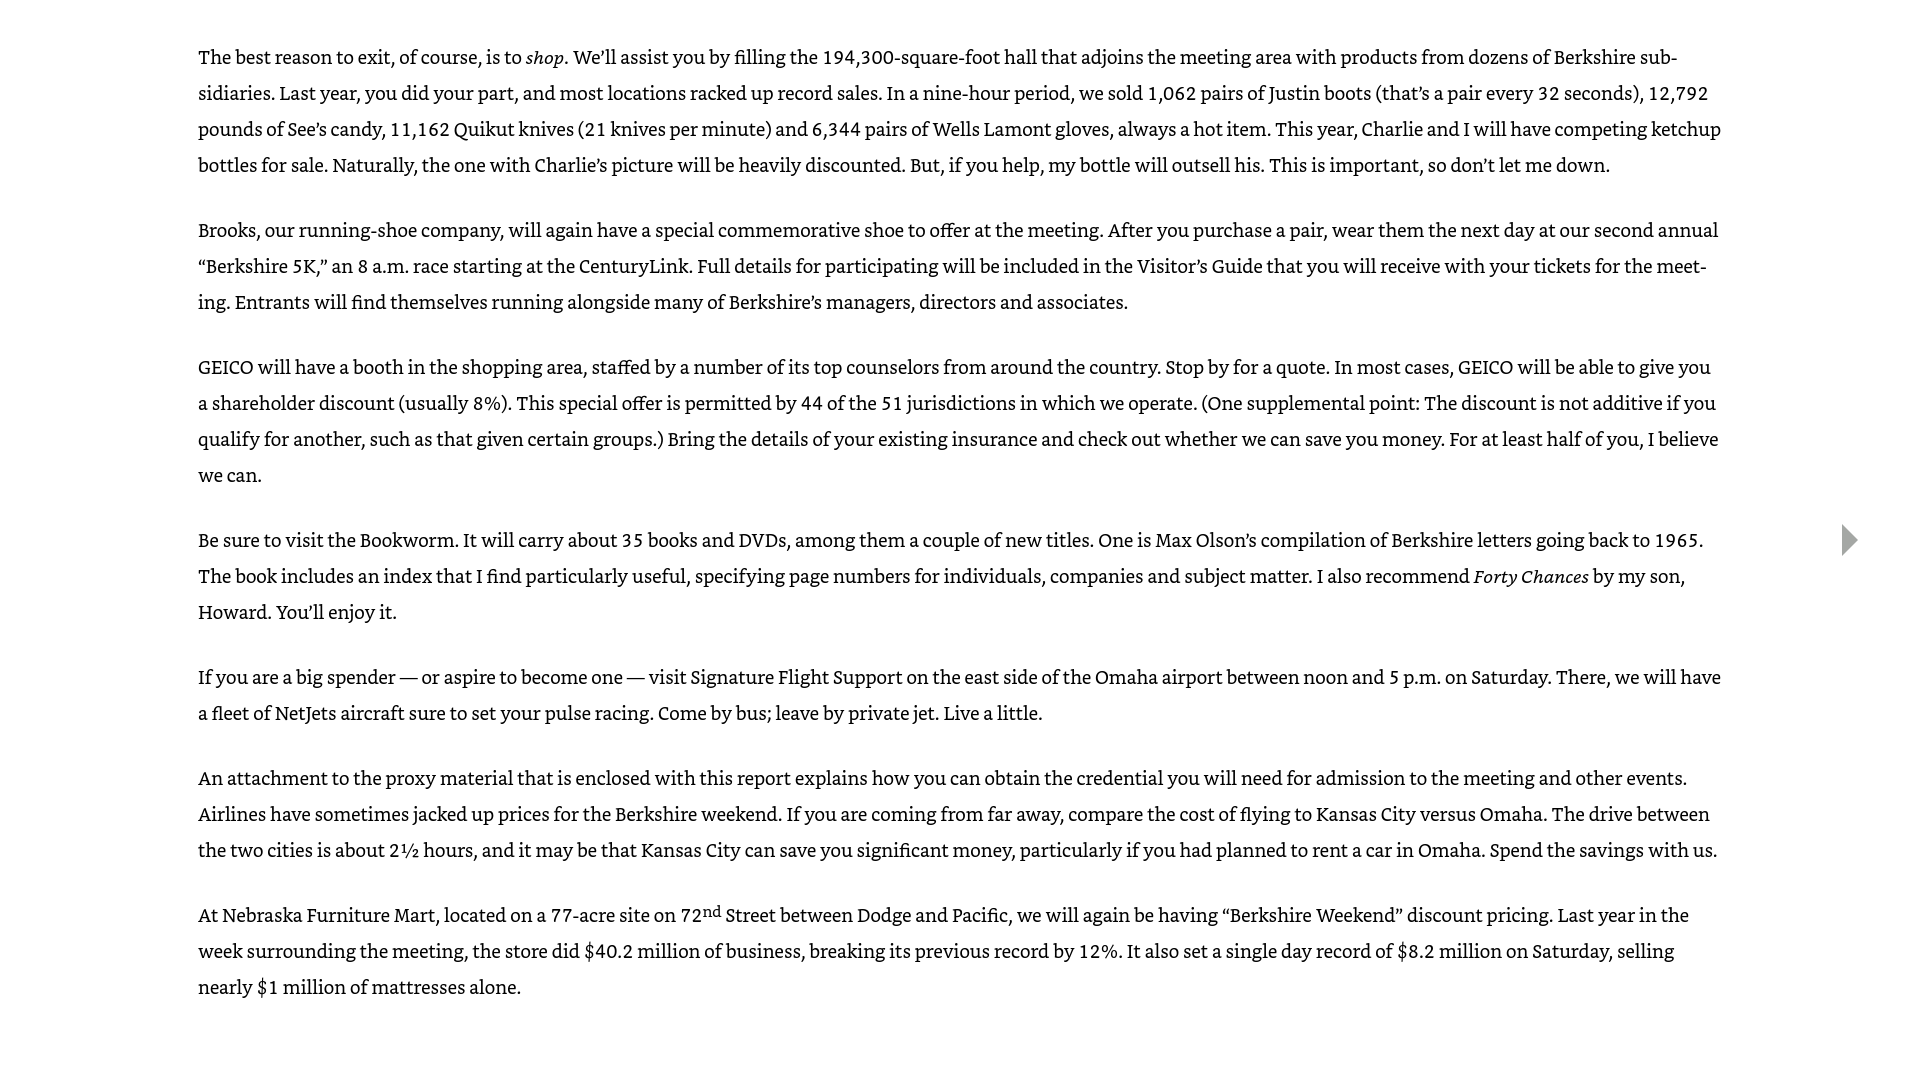 The best reason to exit, of course, is to shop. We’ll assist you by filling the 194,300-square-foot hall that adjoins the meeting area with products from dozens of Berkshire sub-
sidiaries. Last year, you did your part, and most locations racked up record sales. In a nine-hour period, we sold 1,062 pairs of Justin boots (that’s a pair every 32 seconds), 12,792
pounds of See’s candy, 11,162 Quikut knives (21 knives per minute) and 6,344 pairs of Wells Lamont gloves, always a hot item. This year, Charlie and I will have competing ketchup
bottles for sale. Naturally, the one with Charlie’s picture will be heavily discounted. But, if you help, my bottle will outsell his. This is important, so don’t let me down.
Brooks, our running-shoe company, will again have a special commemorative shoe to offer at the meeting. After you purchase a pair, wear them the next day at our second annual
“Berkshire 5K,” an 8 a.m. race starting at the CenturyLink. Full details for participating will be included in the Visitor’s Guide that you will receive with your tickets for the meet-
ing. Entrants will find themselves running alongside many of Berkshire’s managers, directors and associates.
GEICO will have a booth in the shopping area, staffed by a number of its top counselors from around the country. Stop by for a quote. In most cases, GEICO will be able to give you
a shareholder discount (usually 8%). This special offer is permitted by 44 of the 51 jurisdictions in which we operate. (One supplemental point: The discount is not additive if you
qualify for another, such as that given certain groups.) Bring the details of your existing insurance and check out whether we can save you money. For at least half of you, I believe
we can.
Be sure to visit the Bookworm. It will carry about 35 books and DVDs, among them a couple of new titles. One is Max Olson’s compilation of Berkshire letters going back to 1965.
The book includes an index that I find particularly useful, specifying page numbers for individuals, companies and subject matter. I also recommend Forty Chances by my son,
Howard. You’ll enjoy it.
If you are a big spender — or aspire to become one — visit Signature Flight Support on the east side of the Omaha airport between noon and 5 p.m. on Saturday. There, we will have
a fleet of NetJets aircraft sure to set your pulse racing. Come by bus; leave by private jet. Live a little.
An attachment to the proxy material that is enclosed with this report explains how you can obtain the credential you will need for admission to the meeting and other events.
Airlines have sometimes jacked up prices for the Berkshire weekend. If you are coming from far away, compare the cost of flying to Kansas City versus Omaha. The drive between
the two cities is about 2½ hours, and it may be that Kansas City can save you significant money, particularly if you had planned to rent a car in Omaha. Spend the savings with us.
At Nebraska Furniture Mart, located on a 77-acre site on 72nd Street between Dodge and Pacific, we will again be having “Berkshire Weekend” discount pricing. Last year in the
week surrounding the meeting, the store did $40.2 million of business, breaking its previous record by 12%. It also set a single day record of $8.2 million on Saturday, selling
nearly $1 million of mattresses alone.